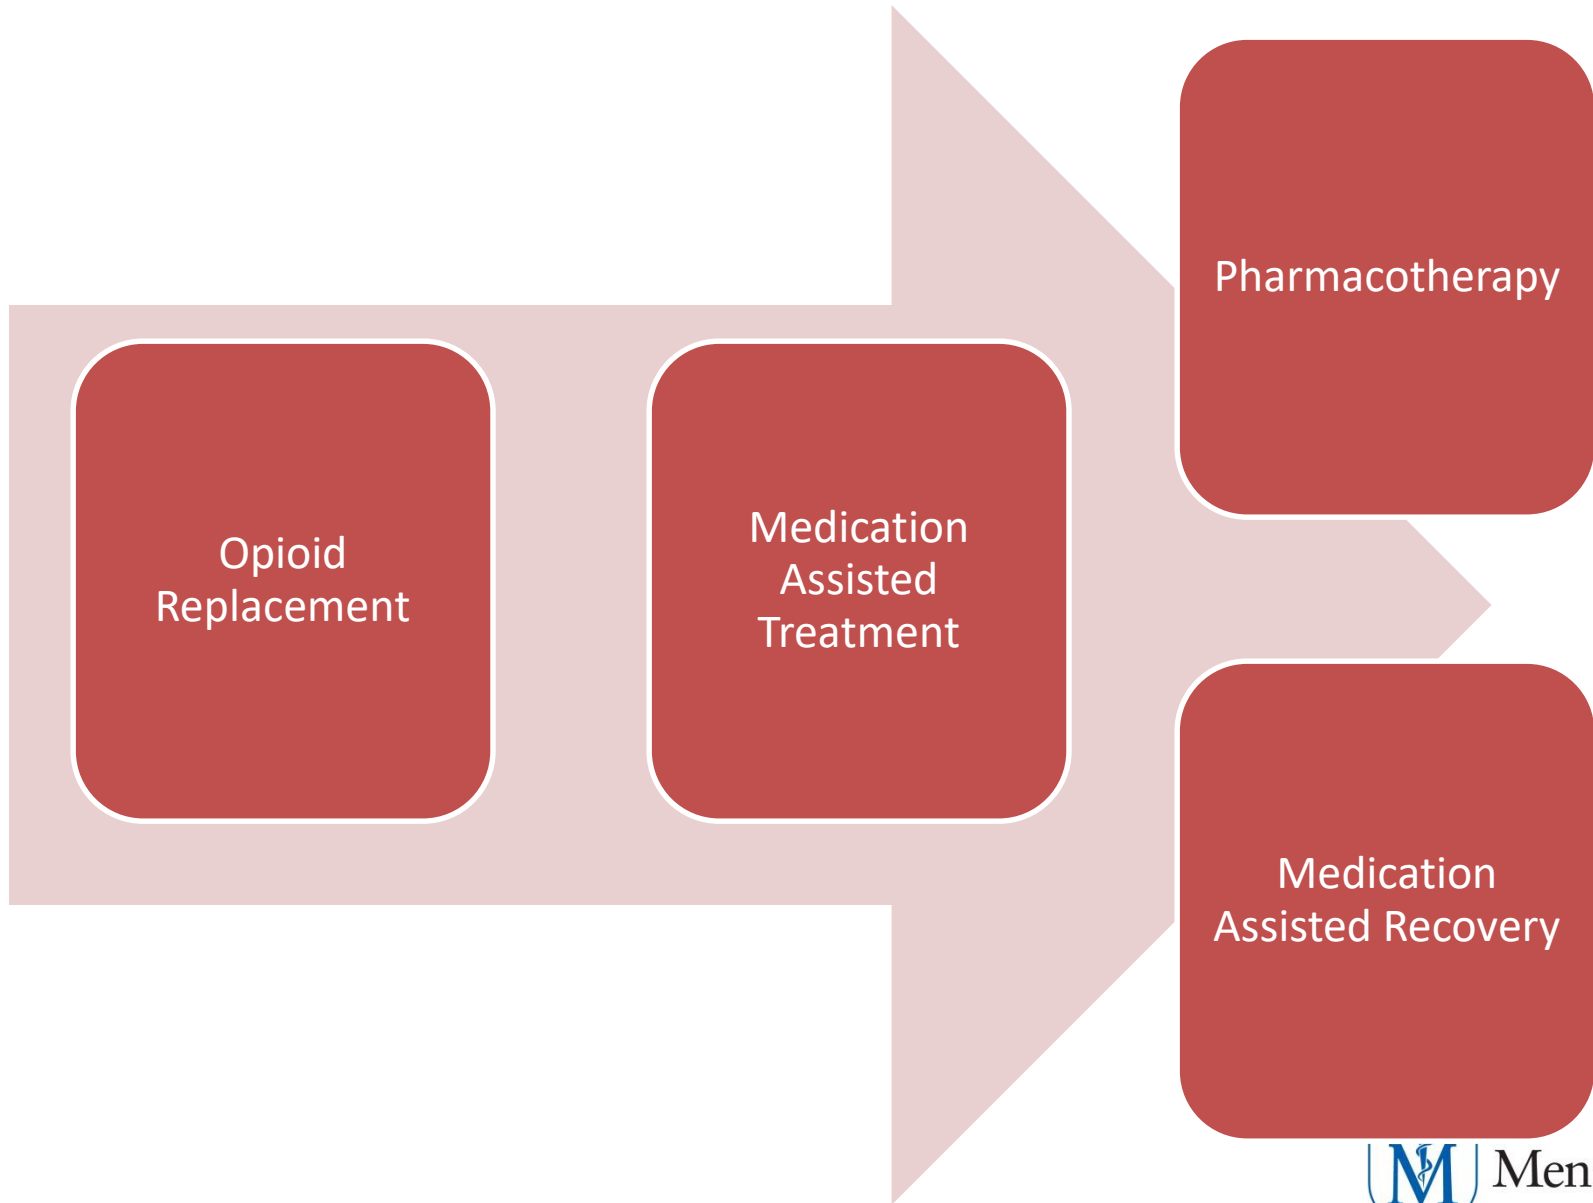 Opioid
Replacement
Medication
Assisted
Treatment
Pharmacotherapy
Medication
Assisted Recovery
M Men